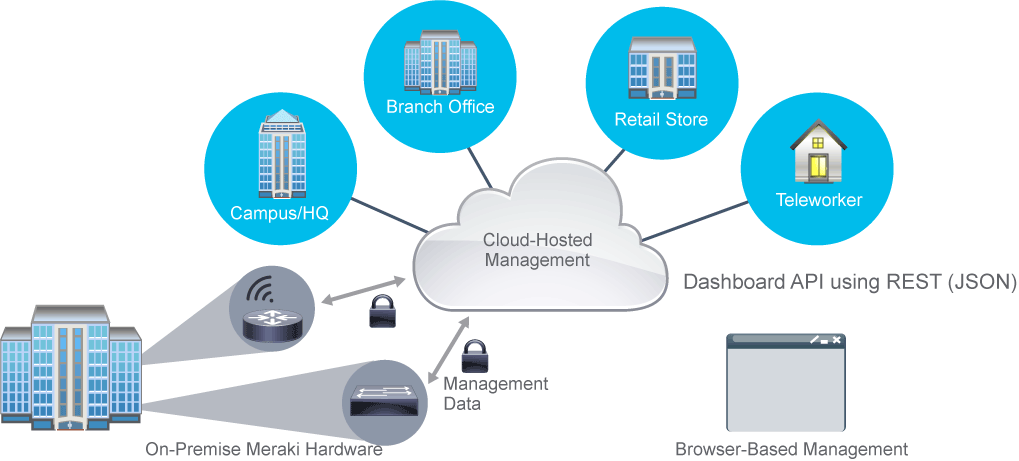 Branch Office
Retail Store
Campus/HQ
Teleworker
Cloud-Hosted
Management
Dashboard API using REST (JSON)
Management
Data
On-Premise Meraki Hardware
Browser-Based Management